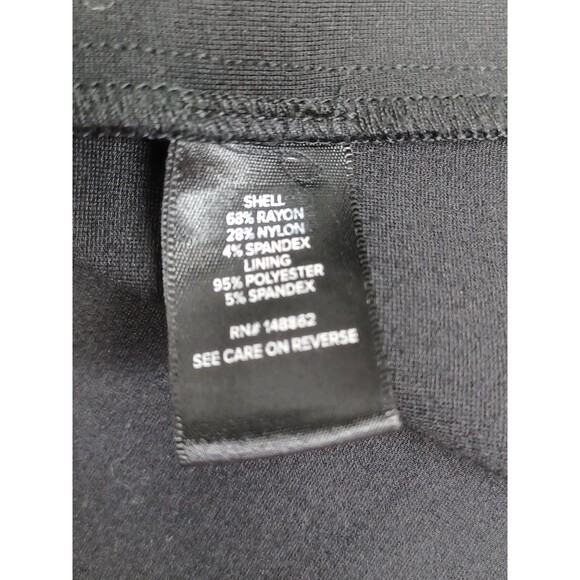 SHELL
68% RAYON
28% NYLON
4% SPANDEX
LINING
95% POLYESTER
5% SPANDEX
RN# 148862
SEE CARE ON REVERSE